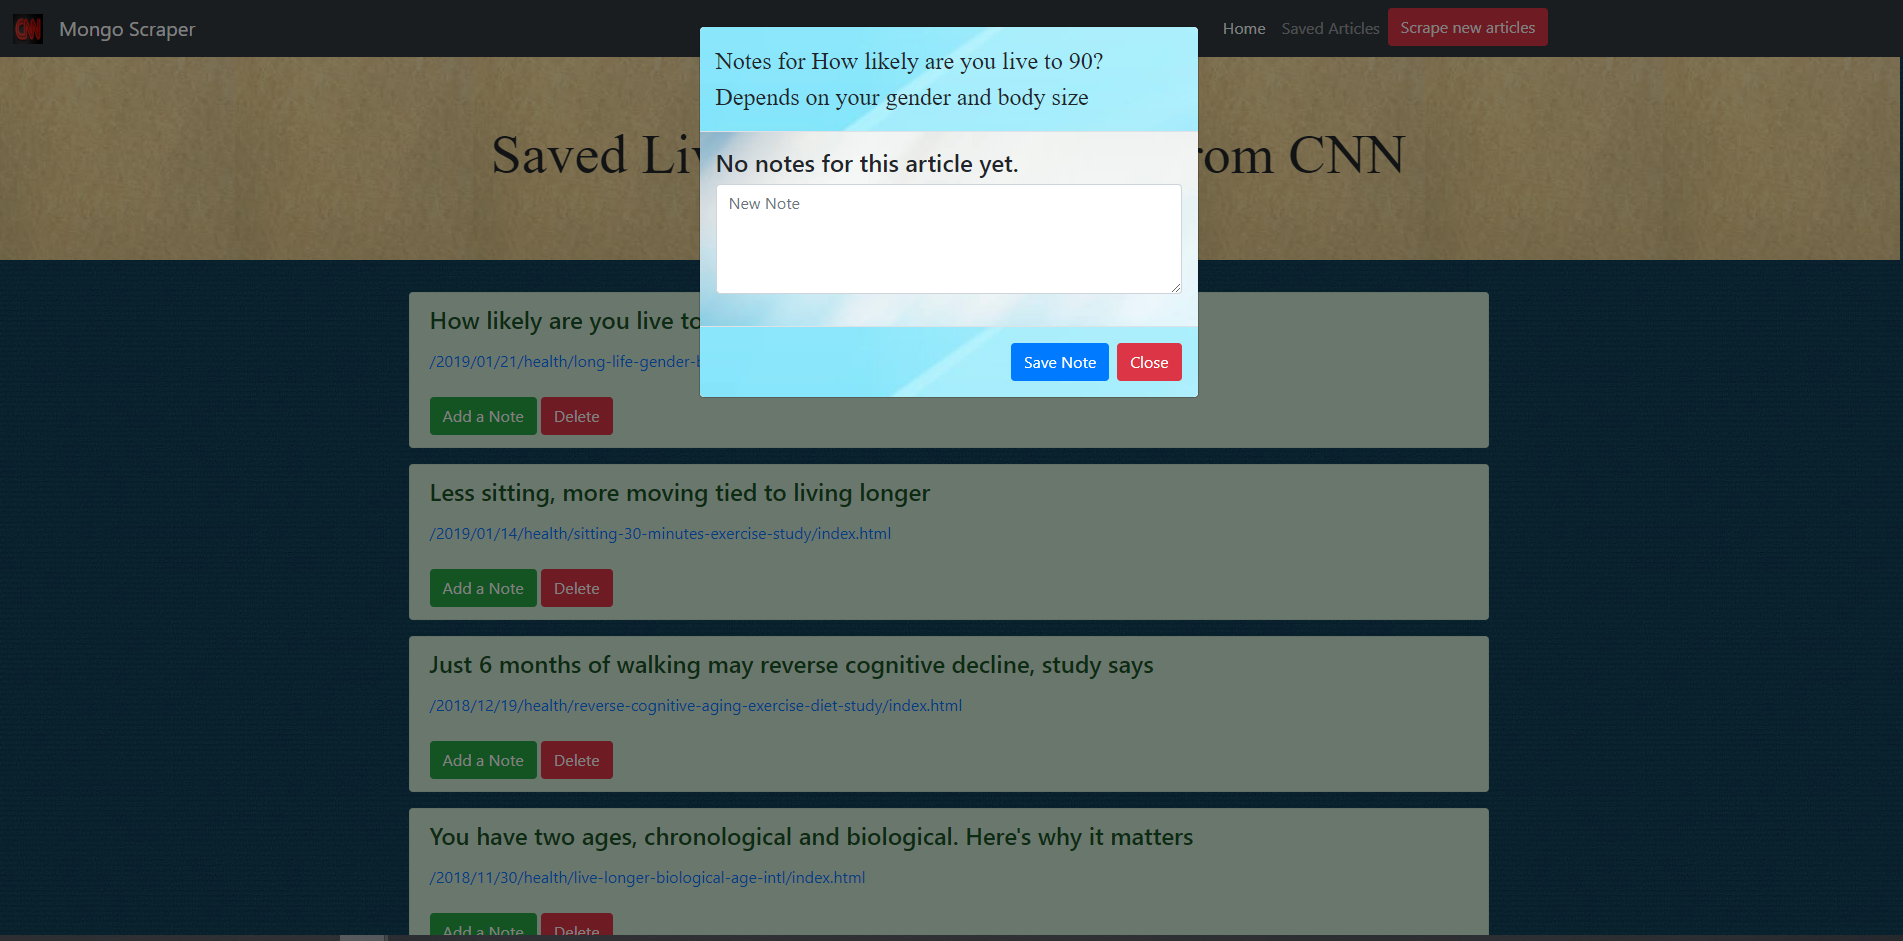 CNN
Mongo Scraper
Home
Saved Articles
Scrape new articles
Notes for How likely are you live to 90?
Depends on your gender and body size
No notes for this article yet.
New Note
Save Note
Close
Saved
CNN
How likely are you live to
/2019/01/21/health/long-life-gender-
Add a Note
Delete
Less sitting, more moving tied to living longer
/2019/01/14/health/sitting-30-minutes-exercise-study/index.html
Add a Note
Delete
Just 6 months of walking may reverse cognitive decline, study says
/2018/12/19/health/reverse-cognitive-aging-exercise-diet-study/index.html
Add a Note
Delete
You have two ages, chronological and biological. Here's why it matters
/2018/11/30/health/live-longer-biological-age-intl/index.html
Add a Note
Delete